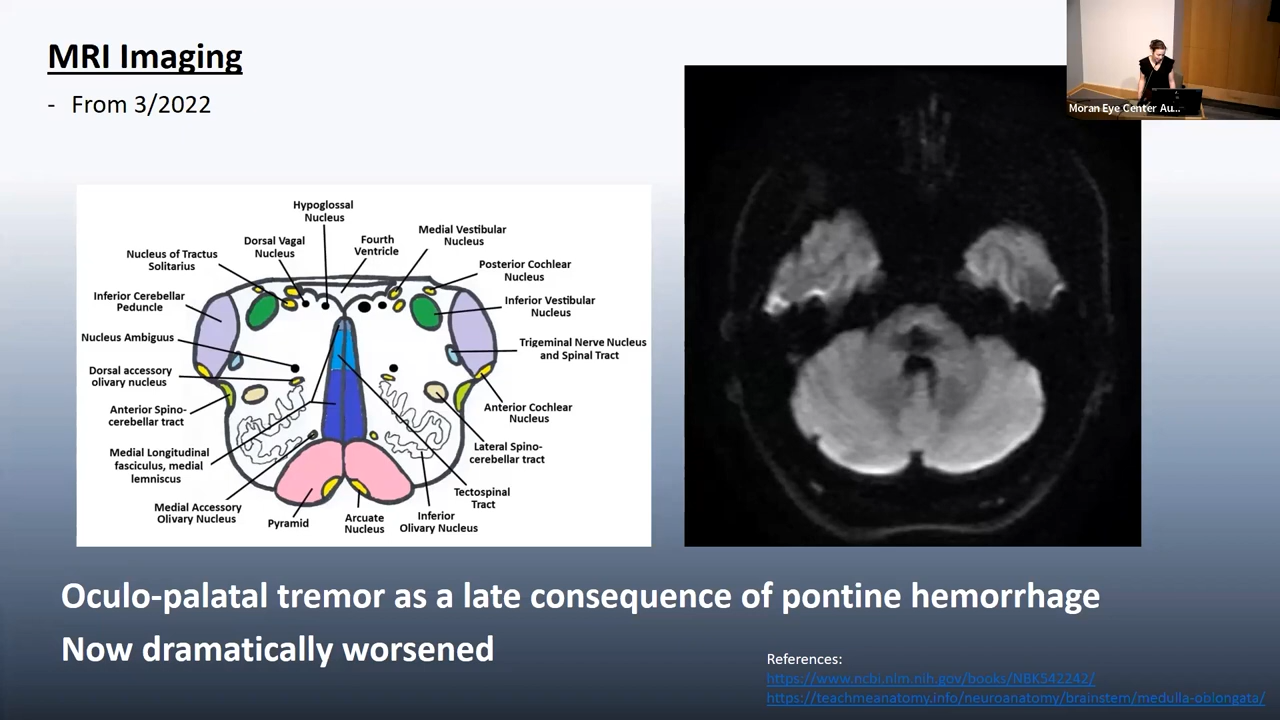 MRI Imaging
- From 3/2022
Moran Eye Center Au...
Hypoglossal
Nucleus
Dorsal Vagal
Nucleus
Fourth
Ventricle
Medial Vestibular
Nucleus
Nucleus of Tractus
Solitarius
Posterior Cochlear
Nucleus
Inferior Cerebellar
Peduncle
Inferior Vestibular
Nucleus
Nucleus Ambiguus
Trigeminal Nerve Nucleus
and Spinal Tract
Dorsal accessory
olivary nucleus
Anterior Spino-
cerebellar tract
Anterior Cochlear
Nucleus
Medial Longitudinal
fasciculus, medial
lemniscus
Lateral Spino-
cerebellar tract
Medial Accessory
Olivary Nucleus
Pyramid
Arcuate
Nucleus
Inferior
Olivary Nucleus
Tectospinal
Tract
Oculo-palatal tremor as a late consequence of pontine hemorrhage
Now dramatically worsened
References:
https://www.ncbi.nlm.nih.gov/books/NBK542242/
https://teachmeanatomy.info/neuroanatomy/brainstem/medulla-oblongata/